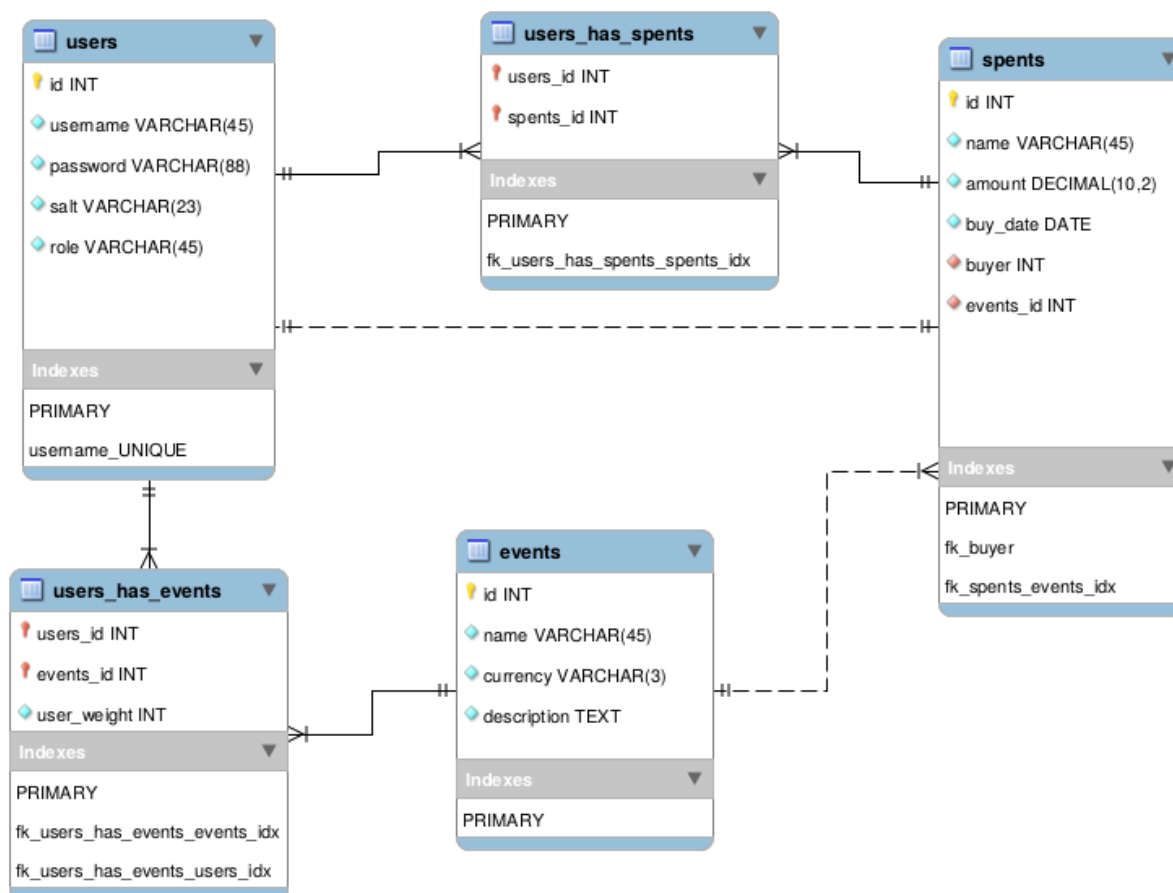 users
id INT
username VARCHAR(45)
password VARCHAR(88)
salt VARCHAR(23)
role VARCHAR(45)
Indexes
PRIMARY
username_UNIQUE
users_has_spents
users_id INT
spents_id INT
Indexes
PRIMARY
fk_users_has_spents_spents_idx
spents
id INT
name VARCHAR(45)
amount DECIMAL(10,2)
buy_date DATE
buyer INT
events_id INT
Indexes
PRIMARY
fk_buyer
fk_spents_events_idx
users_has_events
users_id INT
events_id INT
user_weight INT
Indexes
PRIMARY
fk_users_has_events_events_idx
fk_users_has_events_users_idx
events
id INT
name VARCHAR(45)
currency VARCHAR(3)
description TEXT
Indexes
PRIMARY